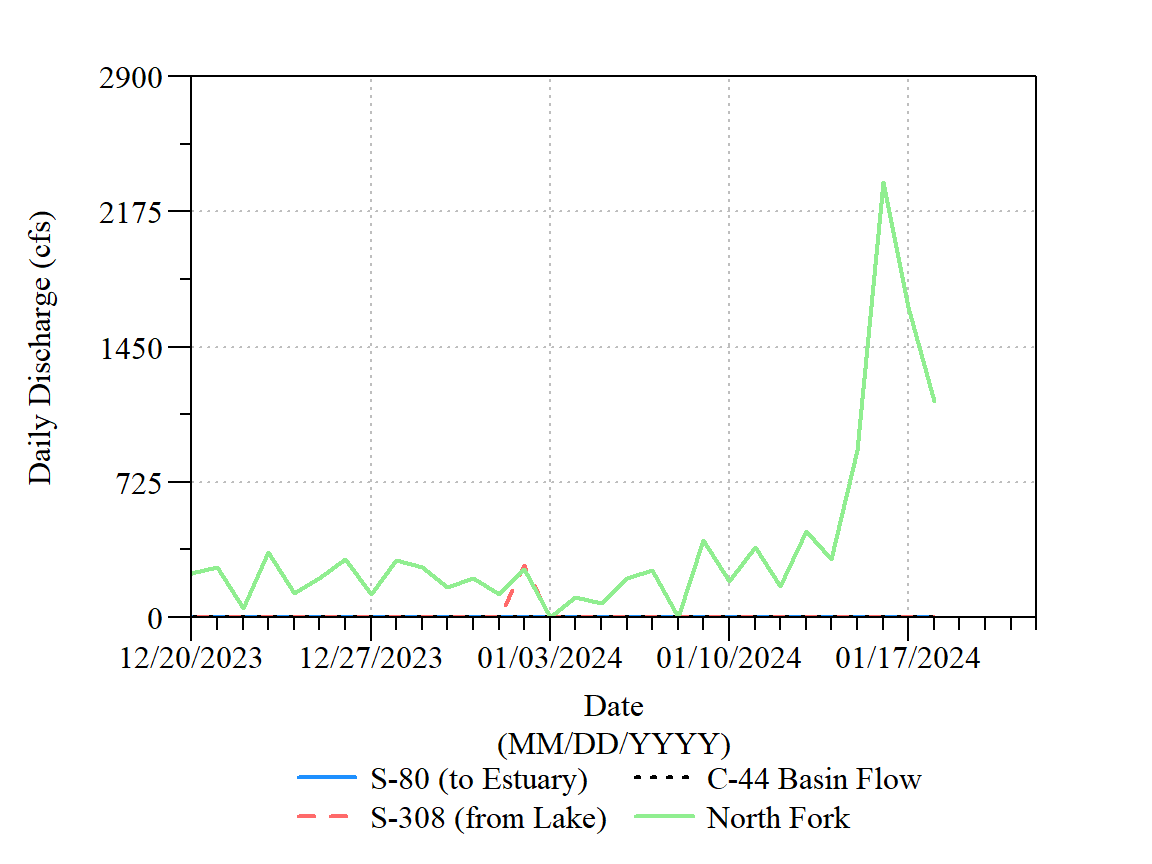 2900
2175
1450
725
0
Daily Discharge (cfs)
12/20/2023 12/27/2023 01/03/2024 01/10/2024 01/17/2024
Date
(MM/DD/YYYY)
S-80 (to Estuary) C-44 Basin Flow
S-308 (from Lake) North Fork